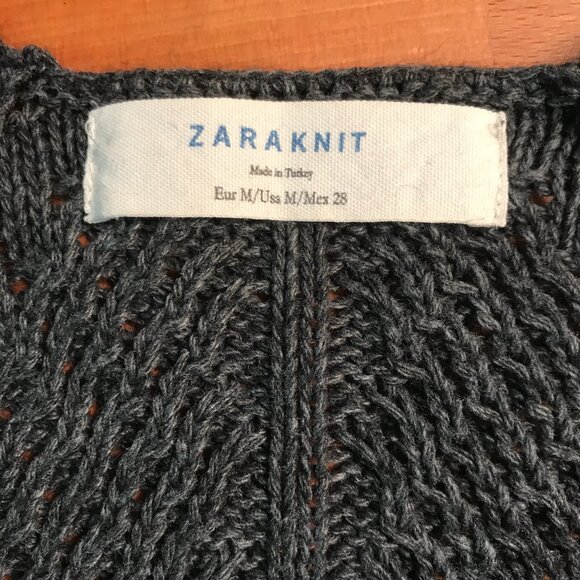 ZARAKNIT
Made in Turkey
Eur M/Usa M/Mex 28